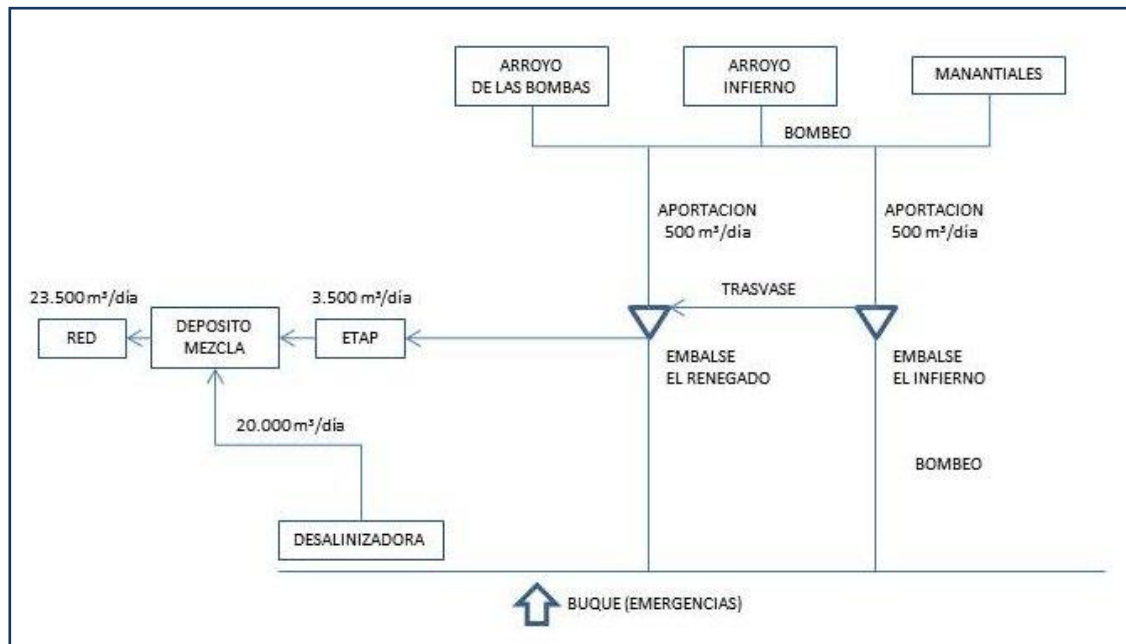 ARROYO
DE LAS BOMBAS
ARROYO
INFIERNO
MANANTIALES
BOMBEO
APORTACION
500 m³/día
APORTACION
500 m³/día
TRASVASE
23.500 m³/día
3.500 m³/día
RED
DEPOSITO
MEZCLA
ETAP
EMBALSE
EL RENEGADO
EMBALSE
EL INFIERNO
20.000 m³/día
BOMBEO
DESALINIZADORA
BUQUE (EMERGENCIAS)